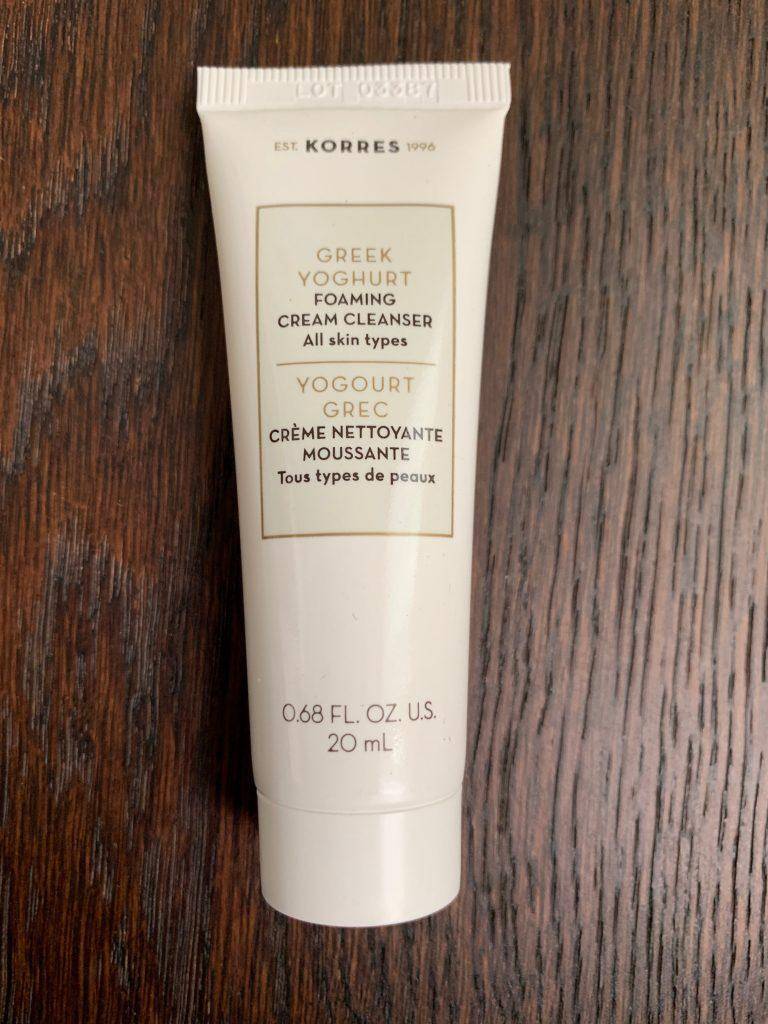 LOT 03387
EST. KORRES 1996
GREEK
YOGHURT
FOAMING
CREAM CLEANSER
All skin types
YOGOURT
GREC
CRÈME NETTOYANTE
MOUSSANTE
Tous types de peaux
0.68 FL. OZ. U.S.
20 mL